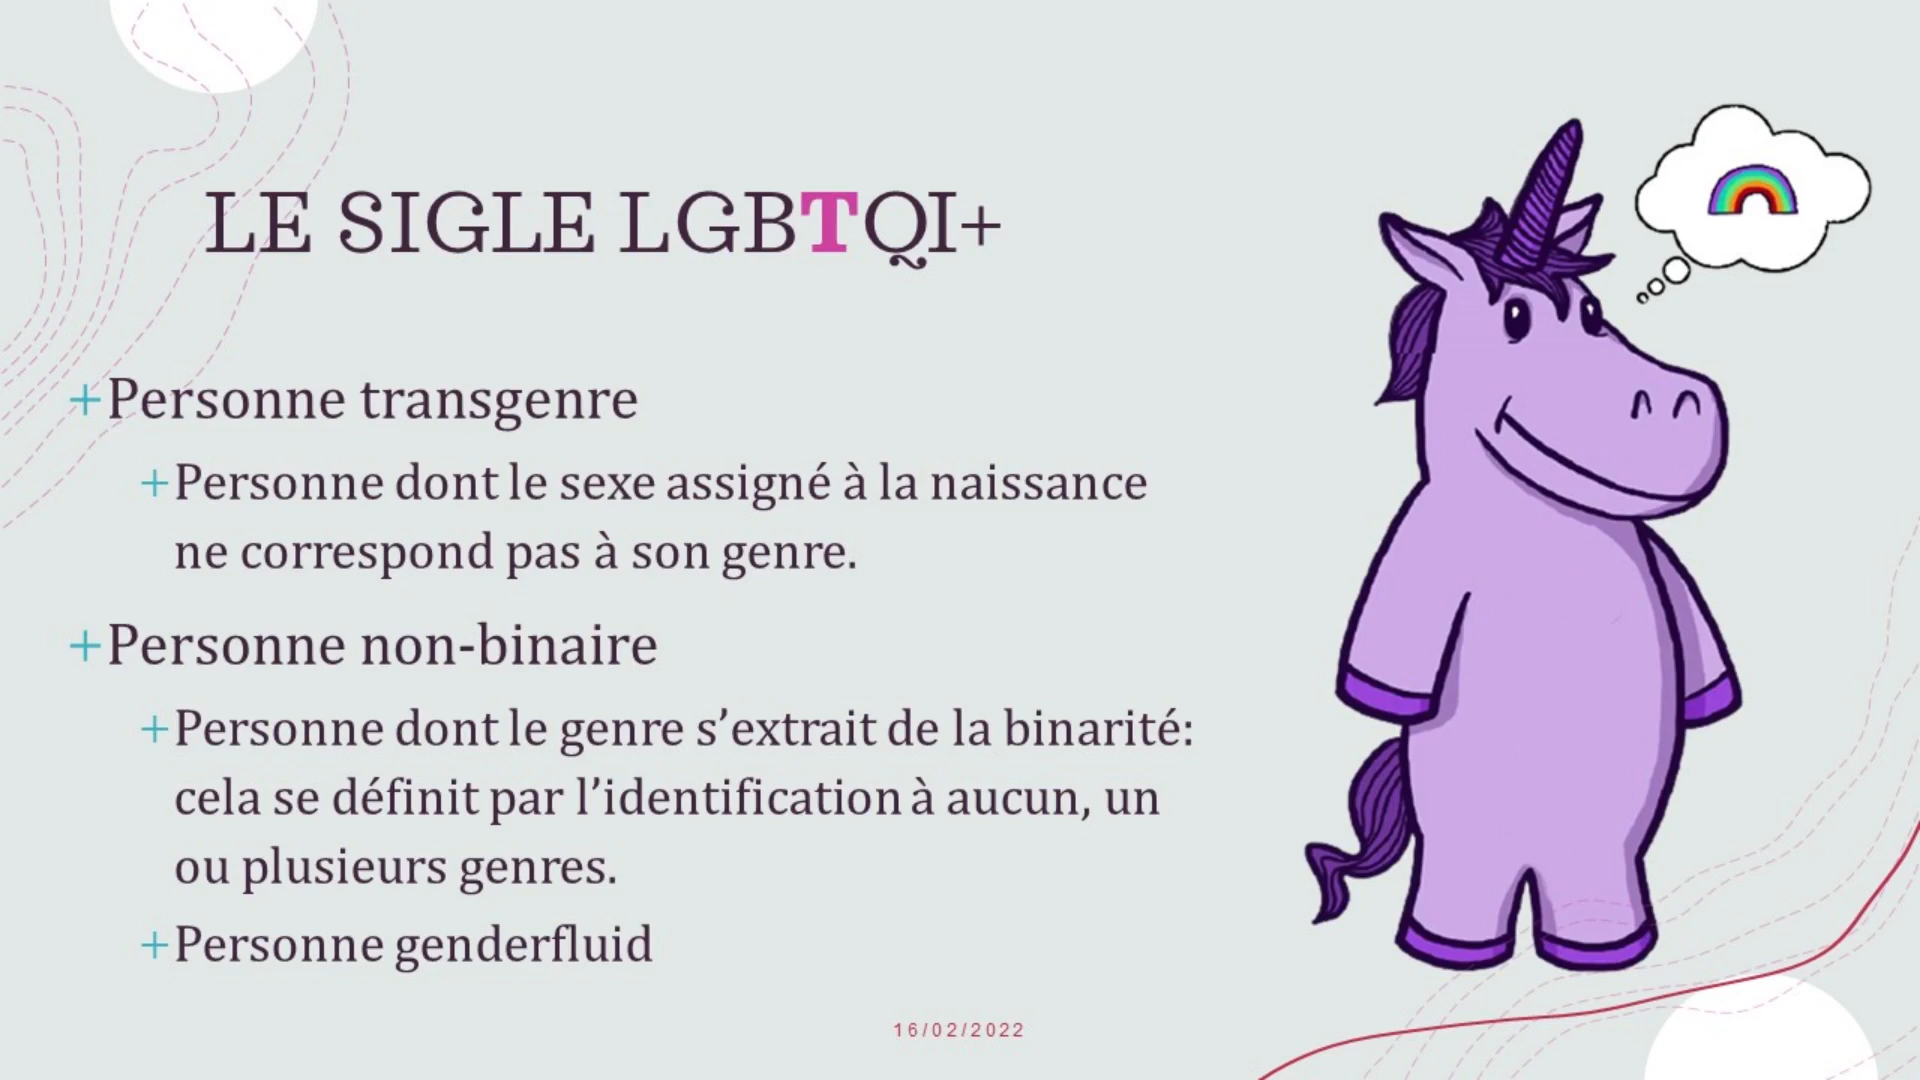 LE SIGLE LGBTQI+
+Personne transgenre
+Personne dont le sexe assigné à la naissance
ne correspond pas à son genre.
+Personne non-binaire
+Personne dont le genre s’extrait de la binarité:
cela se définit par l’identification à aucun, un
ou plusieurs genres.
+Personne genderfluid
16/02/2022